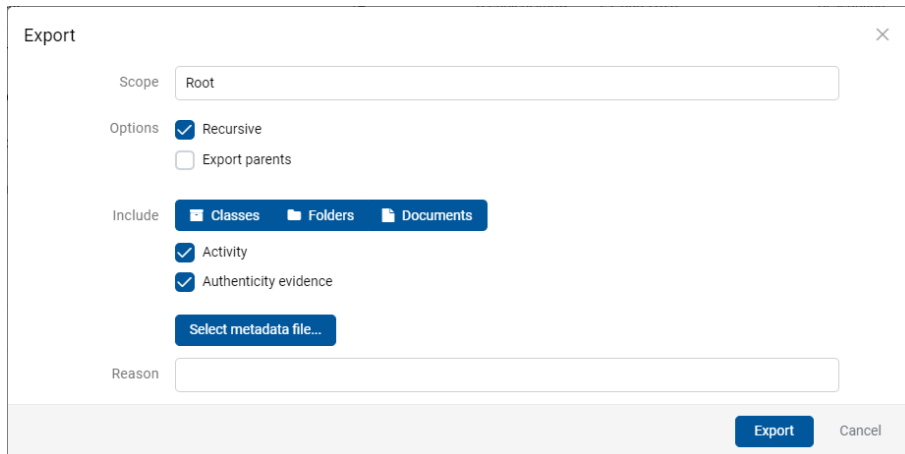 Export
Scope Root
Options Recursive
Export parents
Include Classes Folders Documents
Activity
Authenticity evidence
Select metadata file...
Reason
Export Cancel